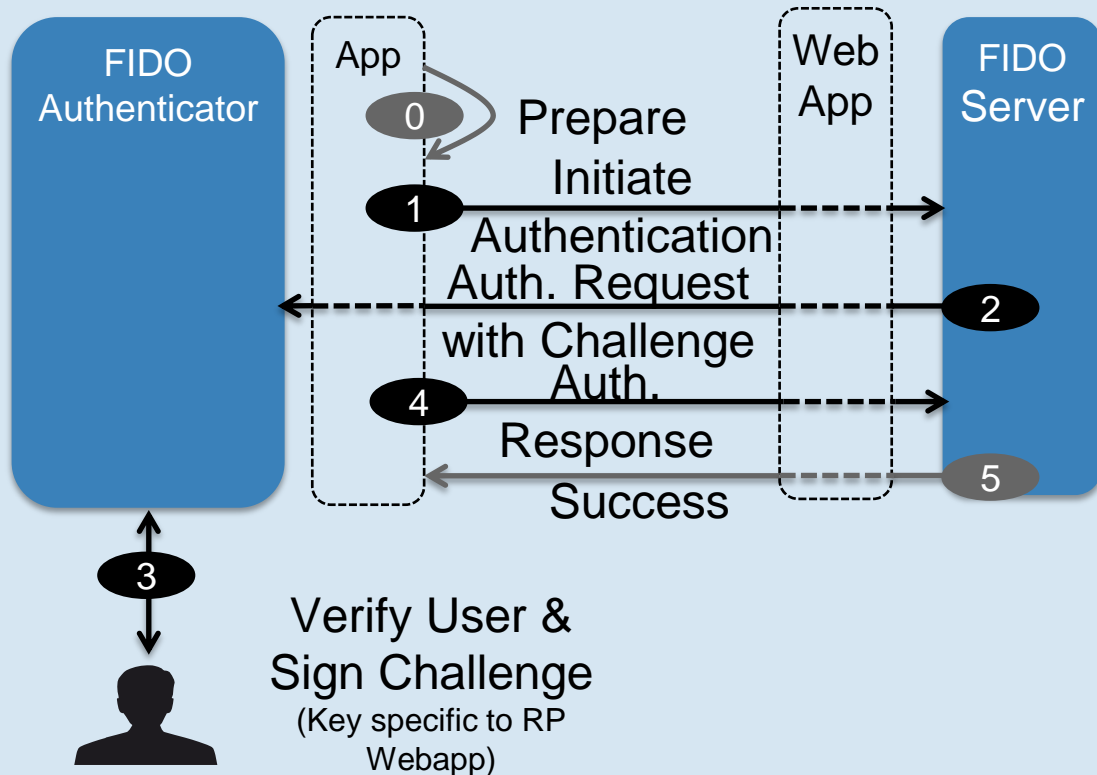 FIDO
Authenticator
App
Web
App
FIDO
Server
0
Prepare
1
Initiate
Authentication
Auth. Request
2
with Challenge
4
Auth.
Response
5
Success
3
Verify User &
Sign Challenge
(Key specific to RP
Webapp)